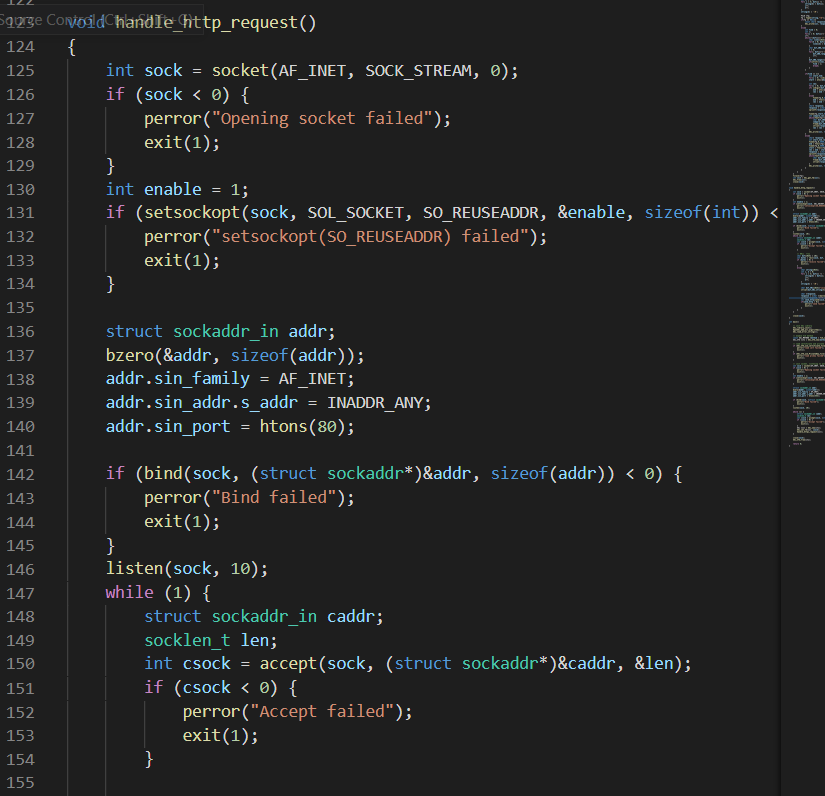 122
Source Control (Ctrl+Shift+G)
123 void handle_http_request()
124 {
125 int sock = socket(AF_INET, SOCK_STREAM, 0);
126 if (sock < 0) {
127 perror("Opening socket failed");
128 exit(1);
129 }
130 int enable = 1;
131 if (setsockopt(sock, SOL_SOCKET, SO_REUSEADDR, &enable, sizeof(int)) <
132 perror("setsockopt(SO_REUSEADDR) failed");
133 exit(1);
134 }
135
136 struct sockaddr_in addr;
137 bzero(&addr, sizeof(addr));
138 addr.sin_family = AF_INET;
139 addr.sin_addr.s_addr = INADDR_ANY;
140 addr.sin_port = htons(80);
141
142 if (bind(sock, (struct sockaddr*)&addr, sizeof(addr)) < 0) {
143 perror("Bind failed");
144 exit(1);
145 }
146 listen(sock, 10);
147 while (1) {
148 struct sockaddr_in caddr;
149 socklen_t len;
150 int csock = accept(sock, (struct sockaddr*)&caddr, &len);
151 if (csock < 0) {
152 perror("Accept failed");
153 exit(1);
154 }
155